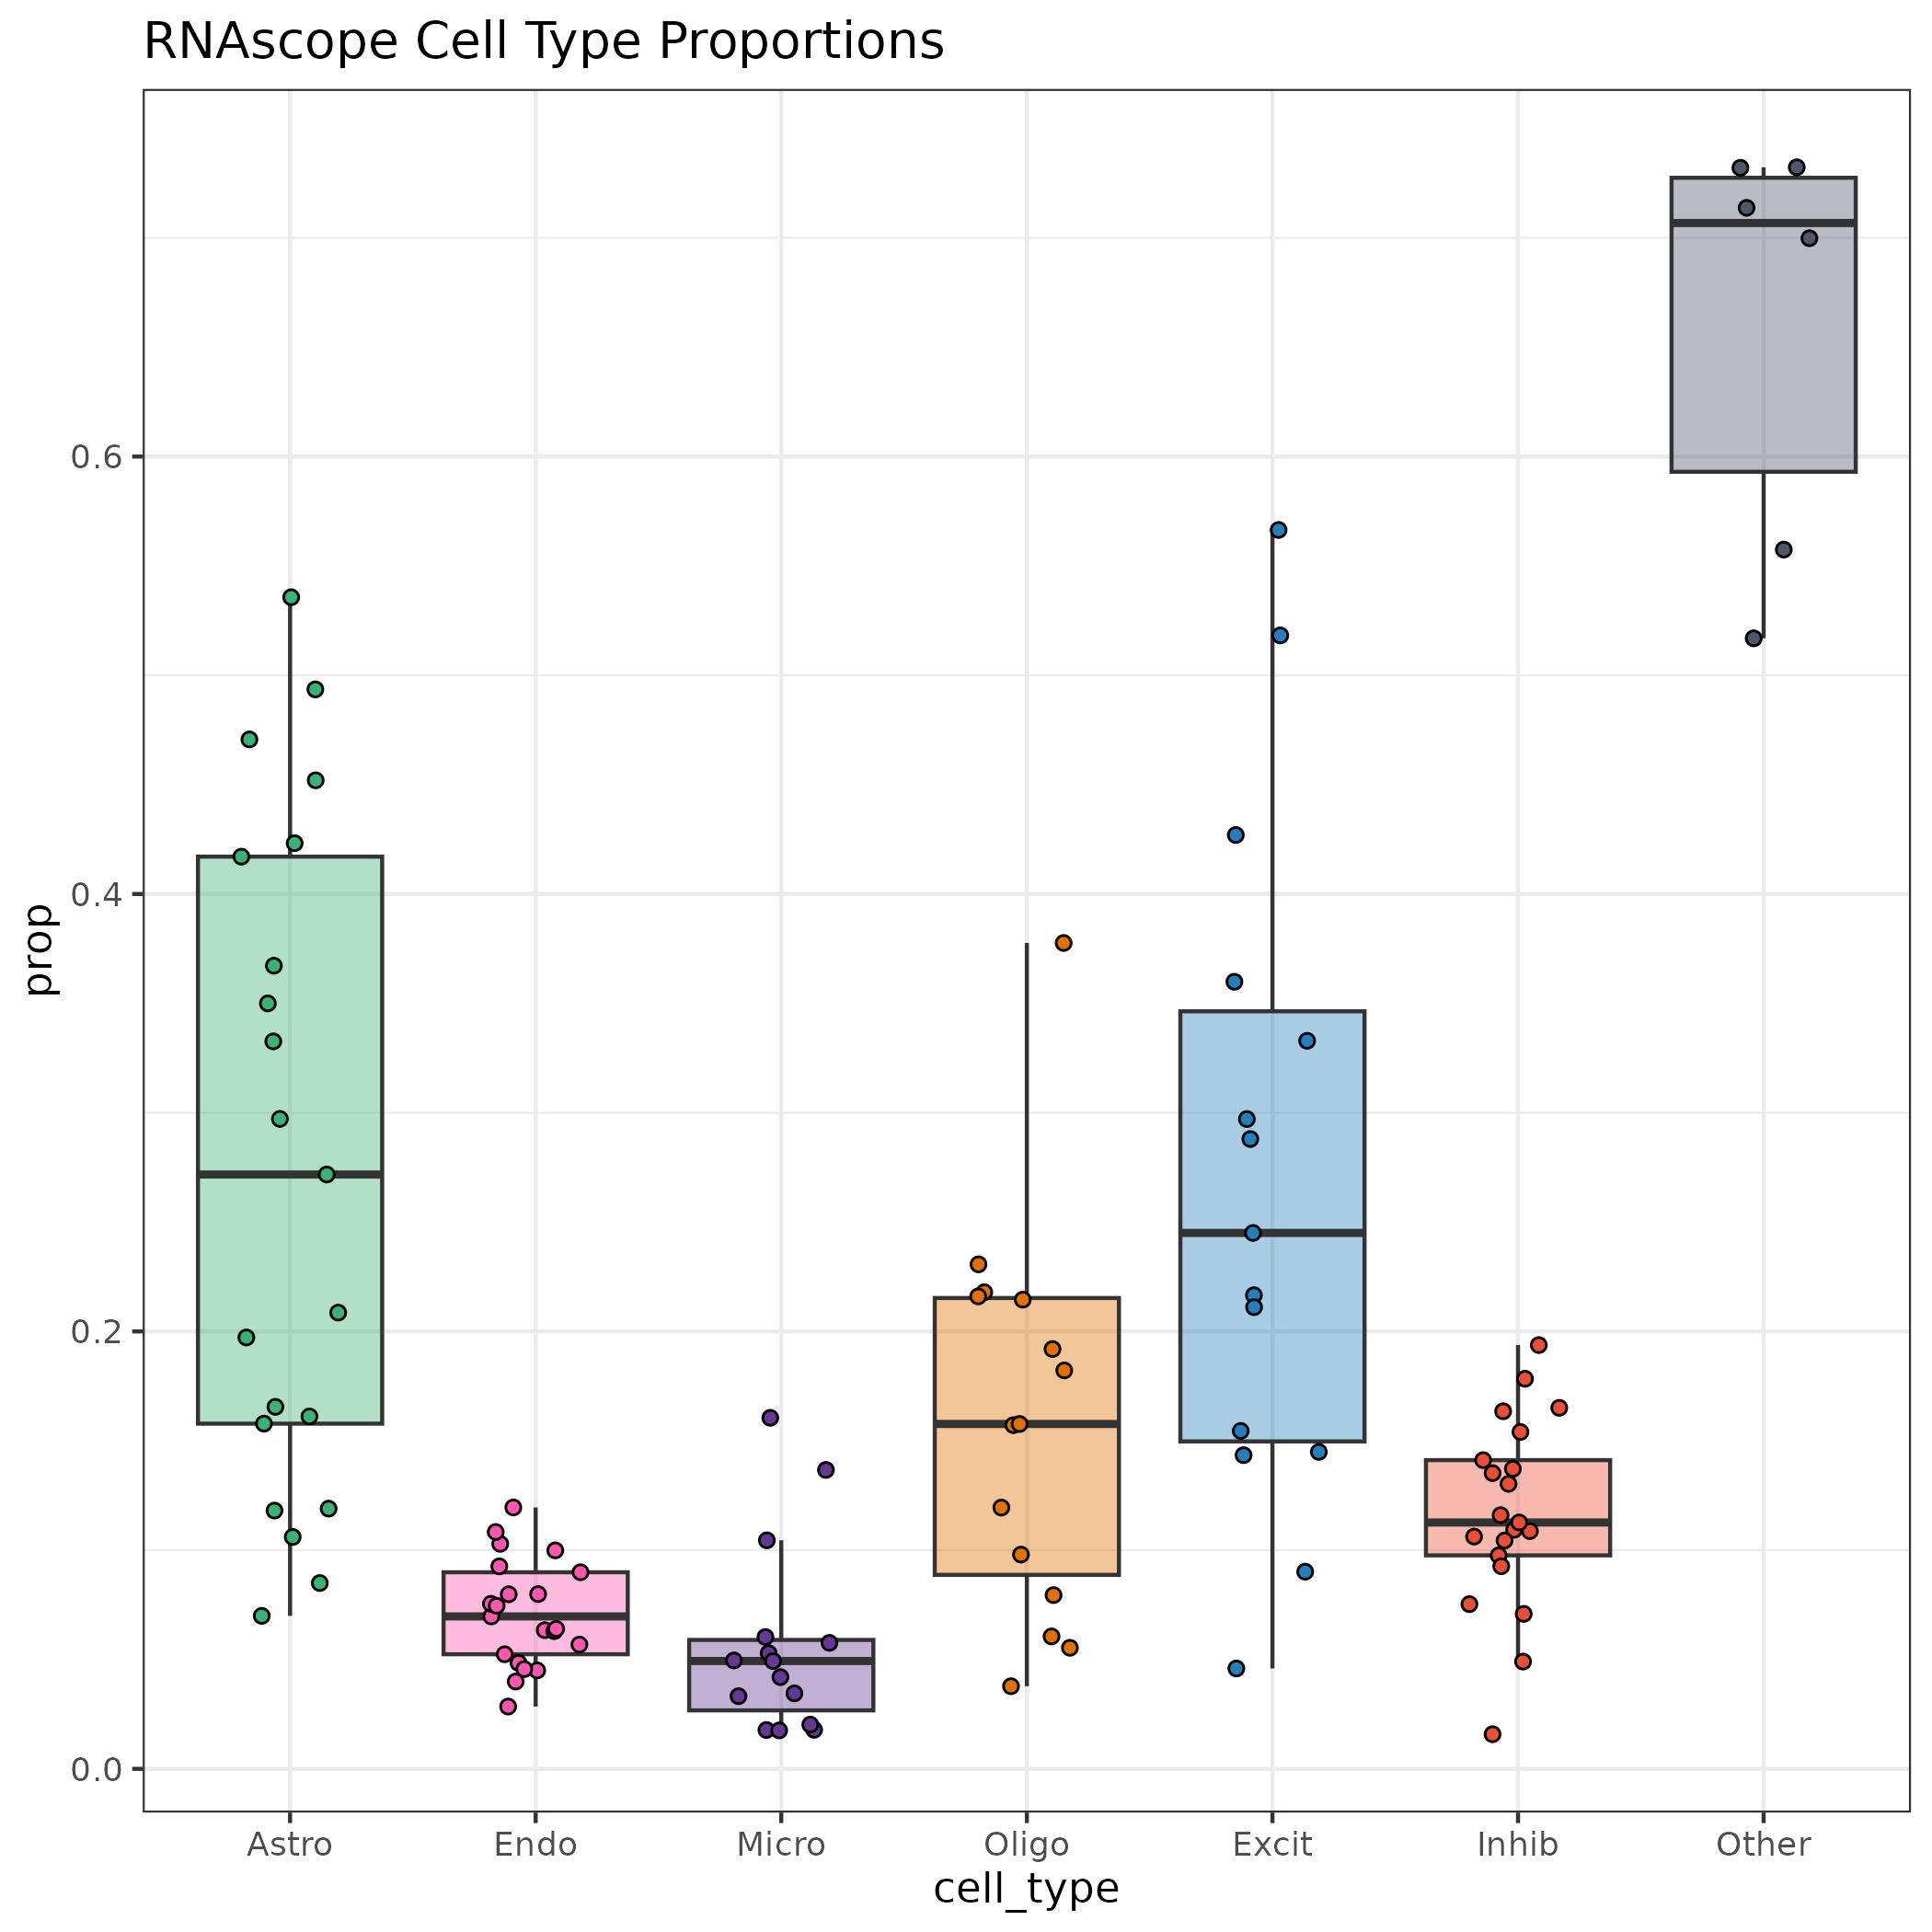 RNAscope Cell Type Proportions
prop
0.6
0.4
0.2
0.0
Astro Endo Micro Oligo Excit Inhib Other
cell_type